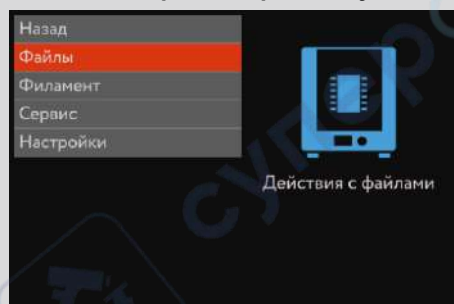 Назад
Файлы
Филамент
Сервис
Настройки
Действия с файлами